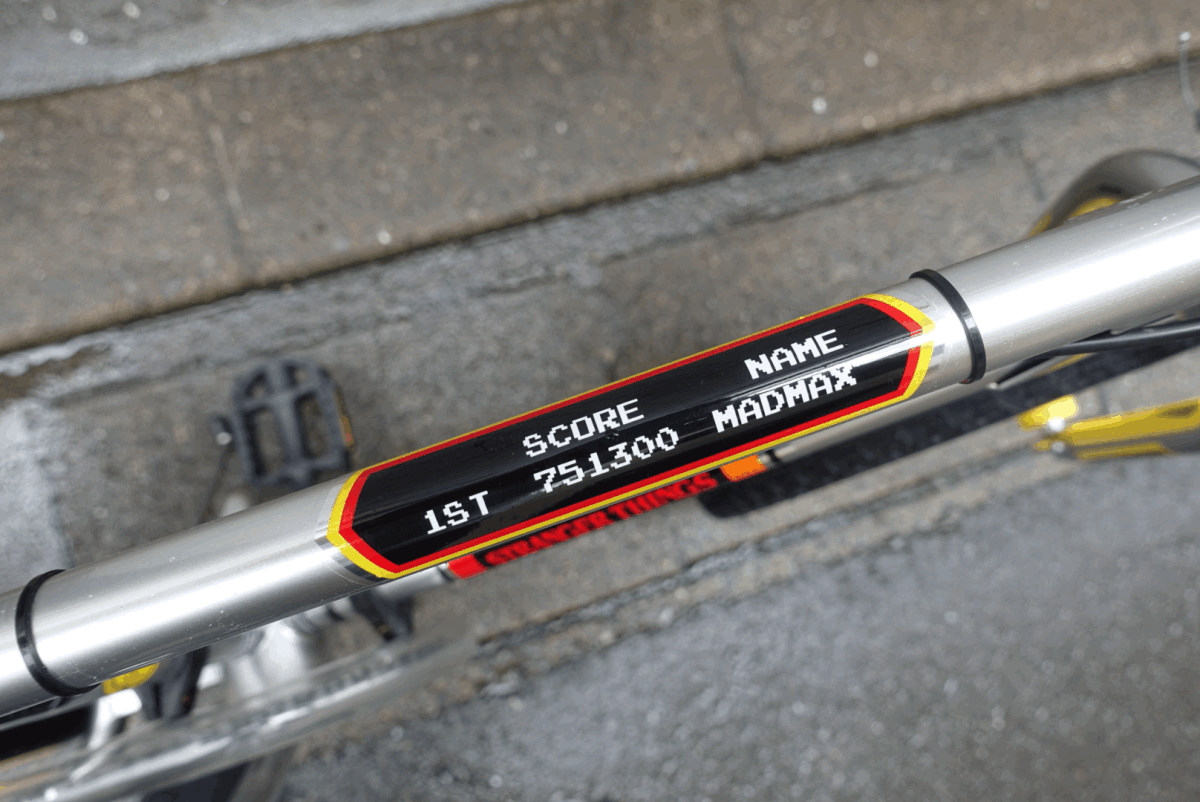 SCORE NAME
1ST 751300 MADMAX
STRANGER THINGS